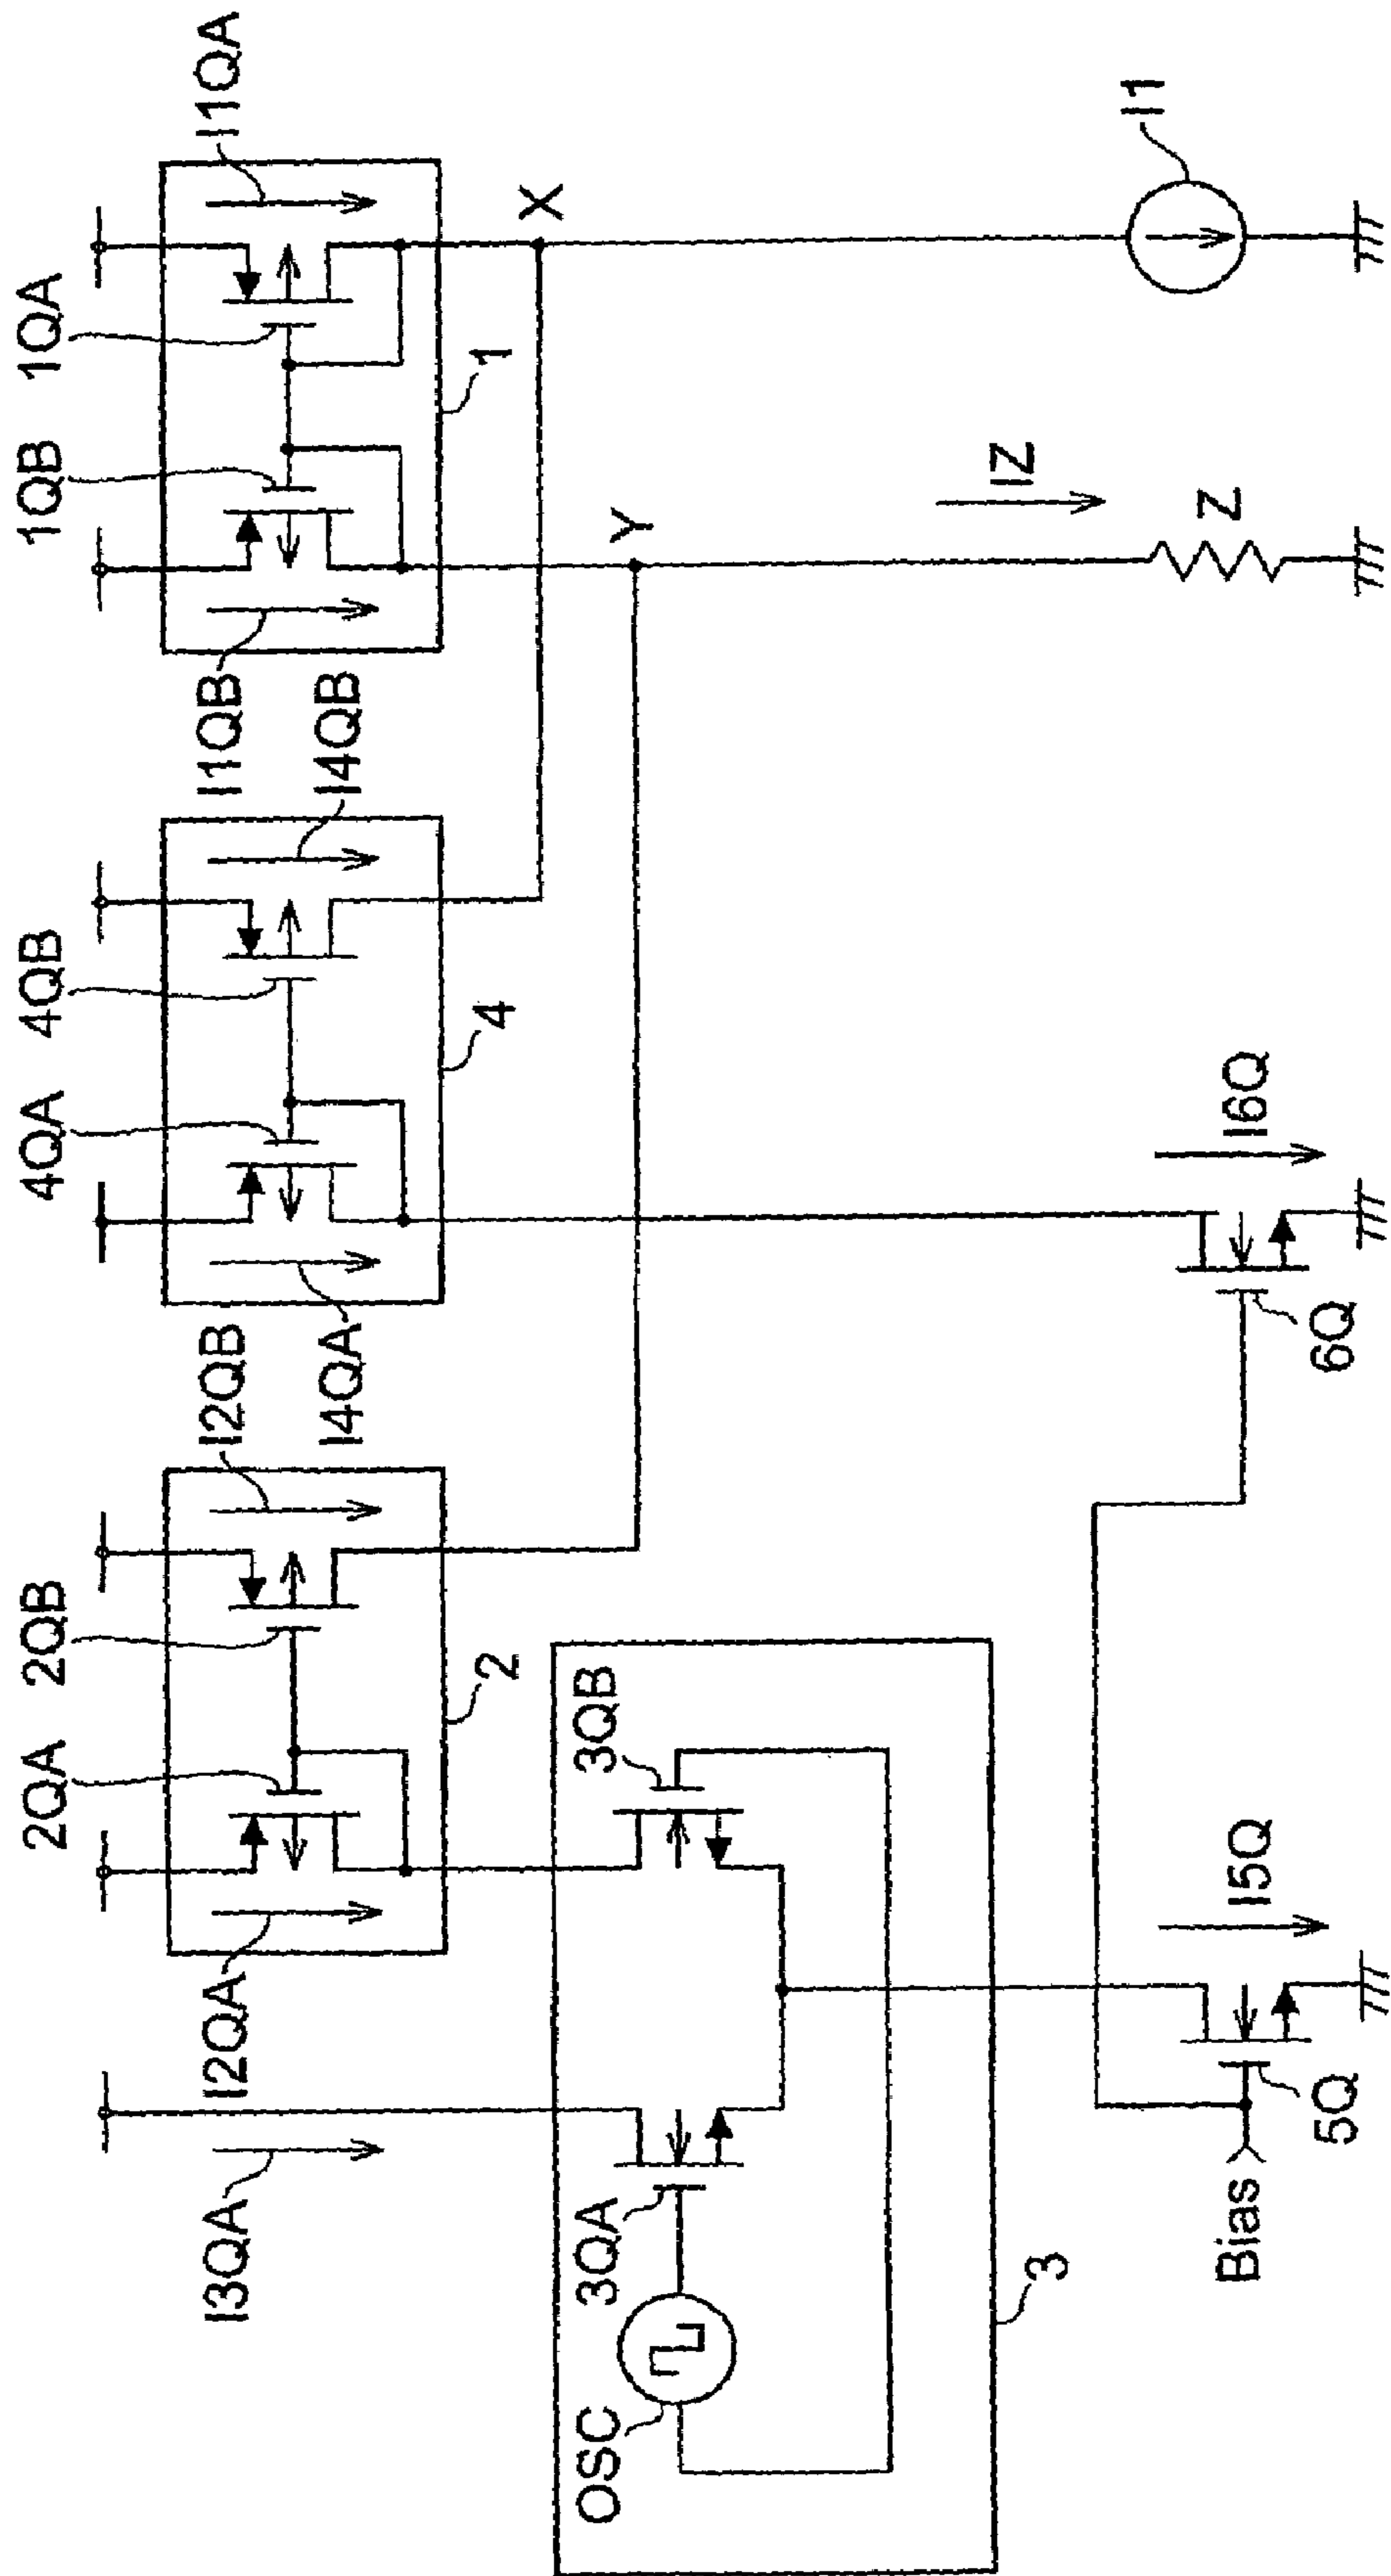 I3QA
I2QA
2QA
2QB
I2QB
I4QA
4QA
4QB
I4QB
I1QB
1QB
1QA
I1QA
2
4
1
X
Y
OSC
3QA
3QB
3
Bias
5Q
I5Q
6Q
I6Q
IZ
Z
I1